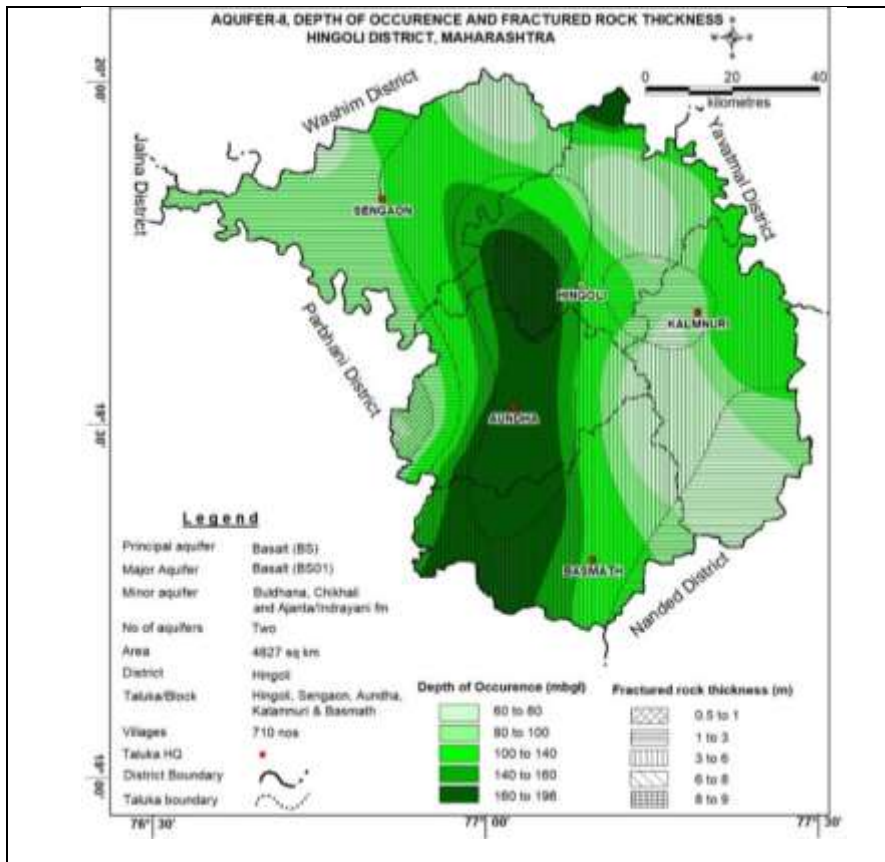 AQUIFER-II, DEPTH OF OCCURENCE AND FRACTURED ROCK THICKNESS
HINGOLI DISTRICT, MAHARASHTRA
N
W E
S
0 20 40
kilometres
20° 00'
Washim District
Yavatmal District
Jalna District
SENGAON
HINGOLI
KALMNURI
Parbhani District
19° 30'
AUNDHA
BASMATH
Nanded District
Legend
Principal aquifer Basalt (BS)
Major Aquifer Basalt (BS01)
Minor aquifer Buldhana, Chikhali
and Ajanta/Indrayani fm
No of aquifers Two
Area 4827 sq km
District Hingoli
Taluka/Block Hingoli, Sengaon, Aundha,
Kalamnuri & Basmath
Villages 710 nos
Taluka HQ
District Boundary
Taluka boundary
Depth of Occurence (mbgl)
60 to 80
80 to 100
100 to 140
140 to 160
160 to 196
Fractured rock thickness (m)
0.5 to 1
1 to 3
3 to 6
6 to 8
8 to 9
19° 00'
76° 30' 77° 00' 77° 30'